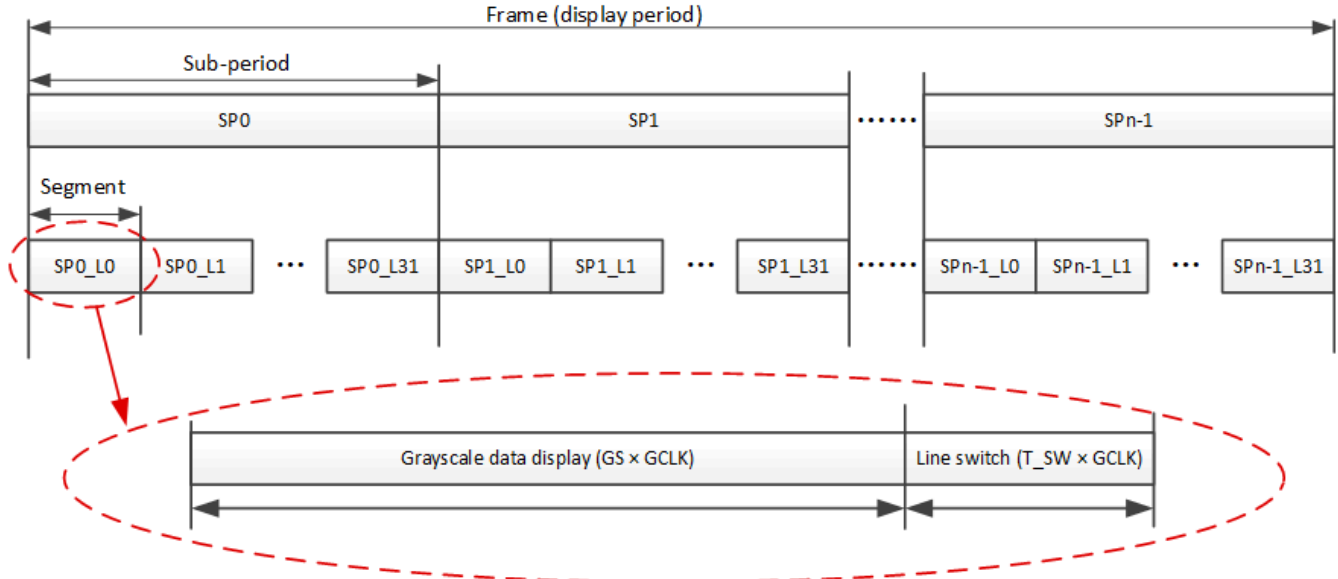 Frame (display period)
Sub-period
SP0 SP1 ······ SPn-1
Segment
SP0_L0 SP0_L1 ··· SP0_L31 SP1_L0 SP1_L1 ··· SP1_L31 ······ SPn-1_L0 SPn-1_L1 ··· SPn-1_L31
Grayscale data display (GS × GCLK) Line switch (T_SW × GCLK)